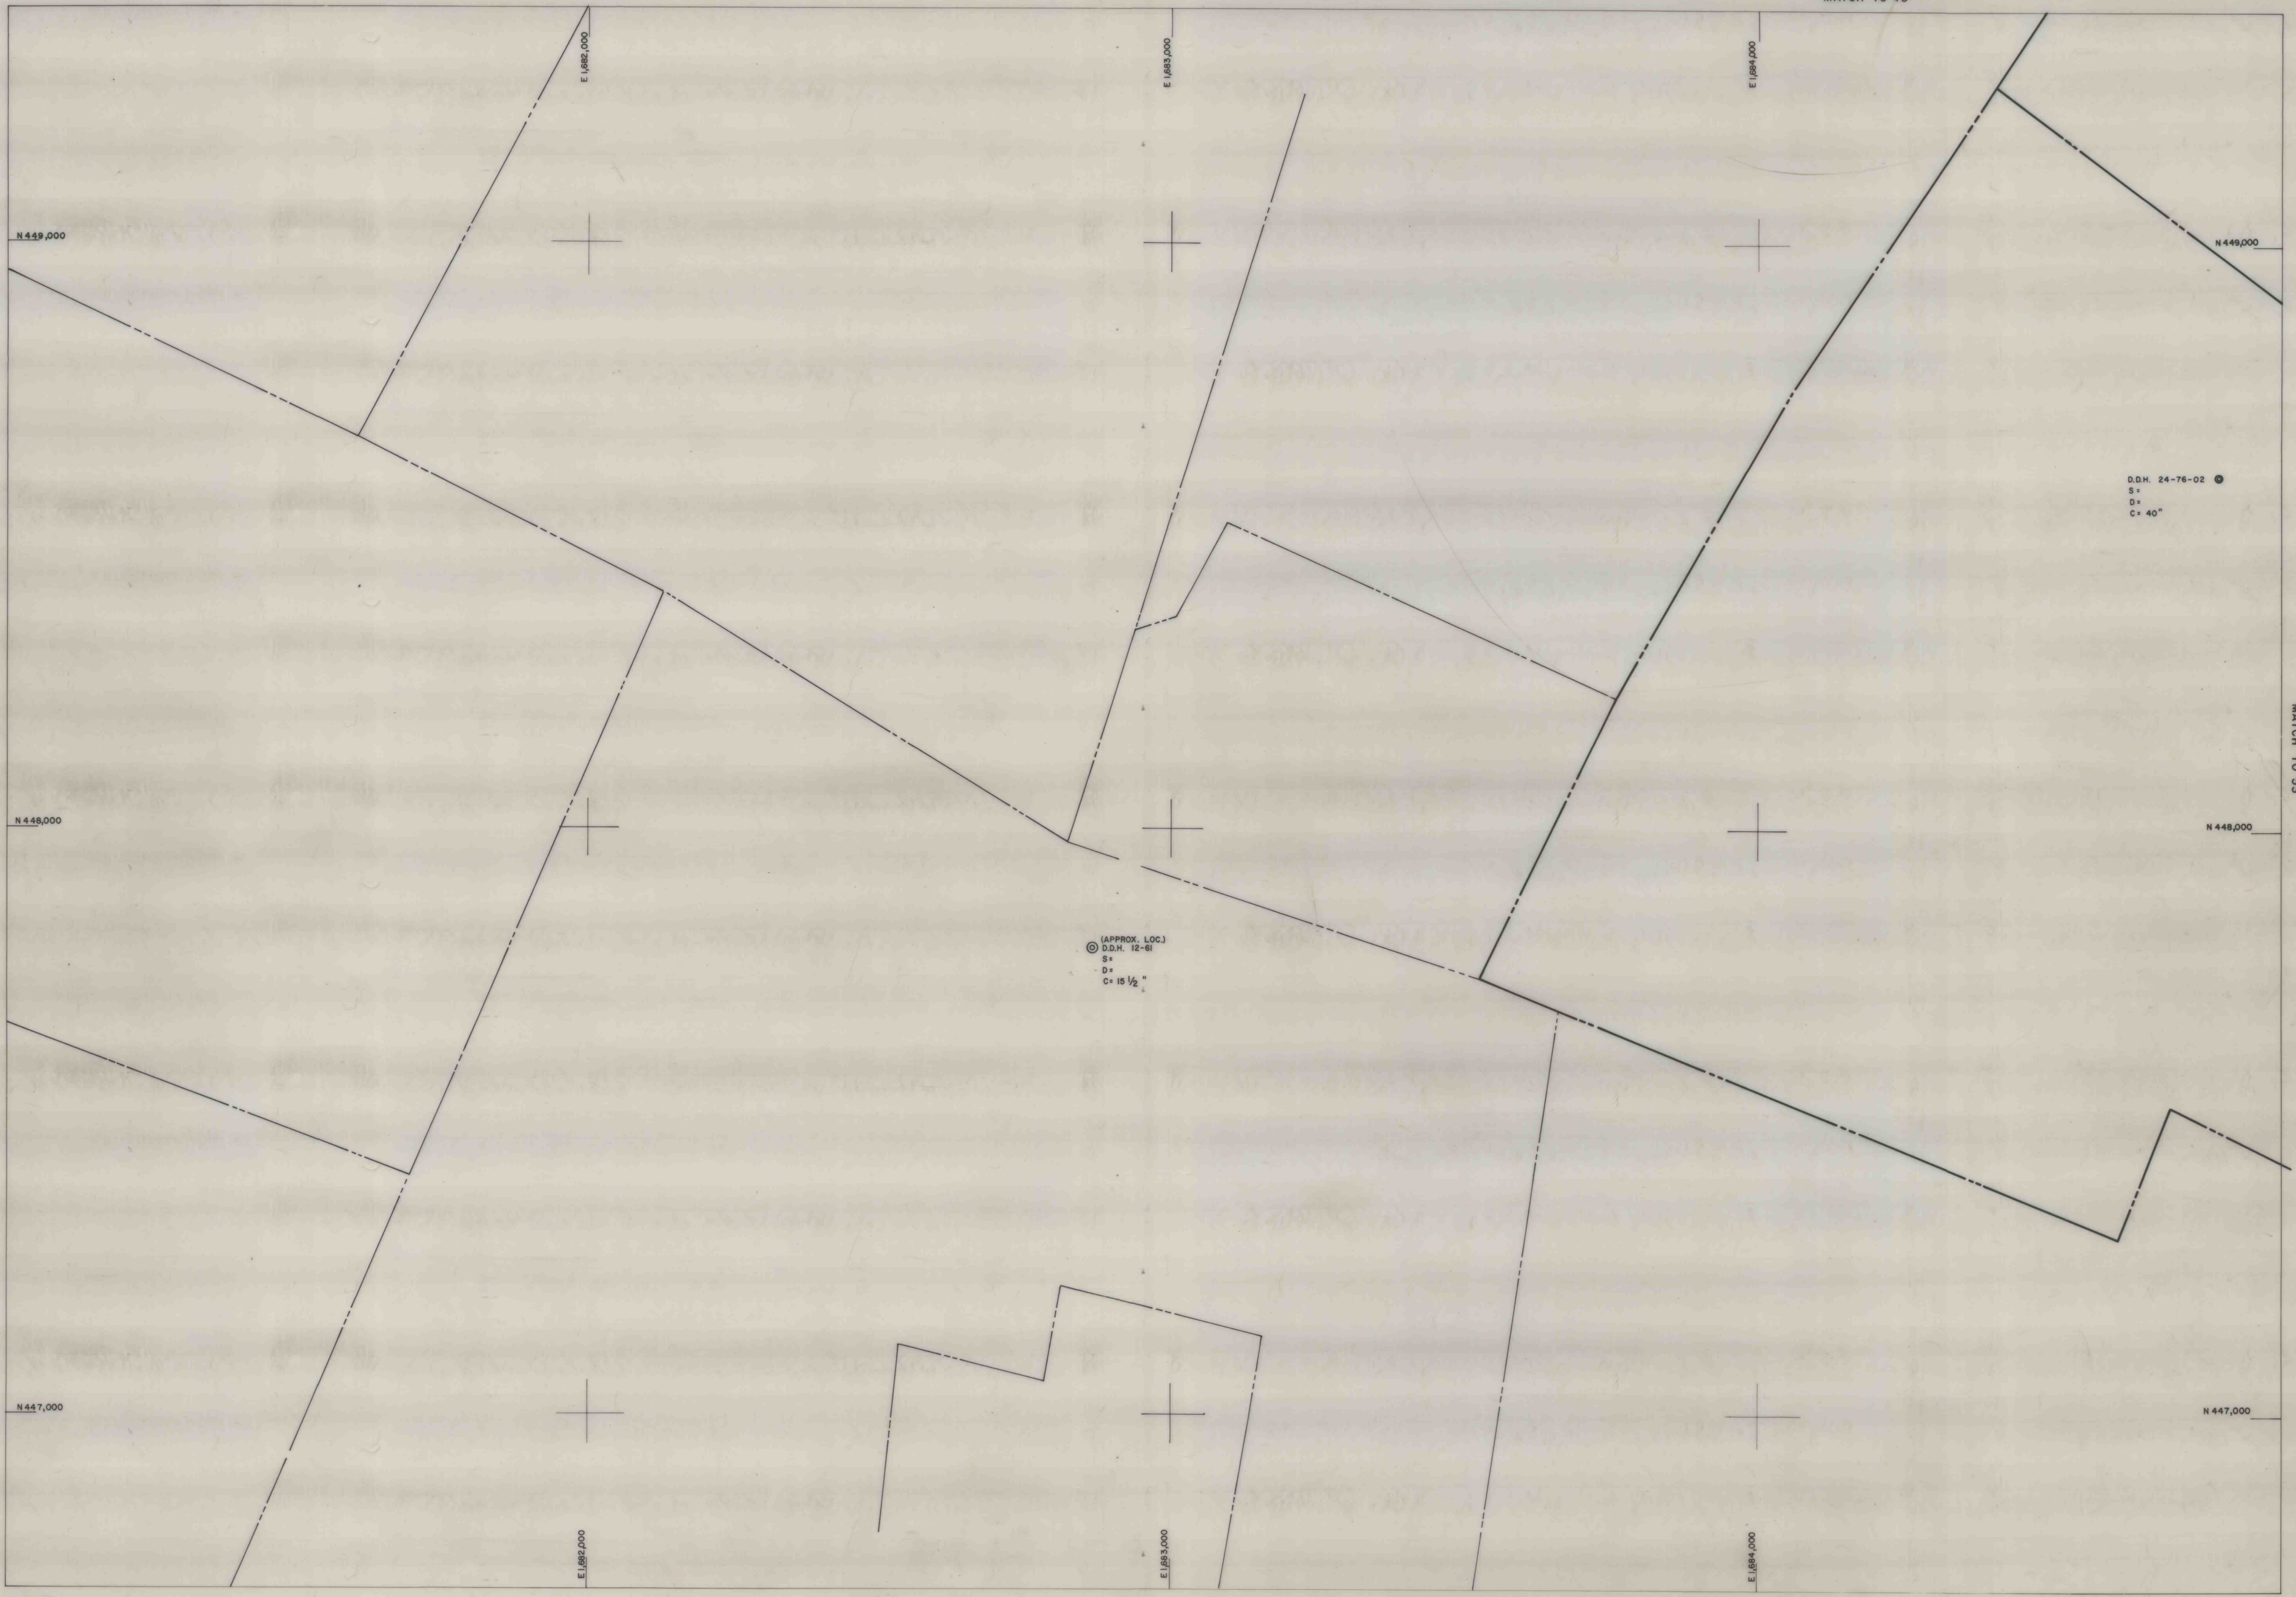 E 1,682,000
E 1,683,000
E 1,684,000
N 449,000
N 449,000
D.D.H. 24-76-02
S=
D=
C= 40"
N 448,000
N 448,000
(APPROX. LOC.)
D.D.H. 12-61
S=
D=
C= 15 1/2 "
N 447,000
N 447,000
E 1,682,000
E 1,683,000
E 1,684,000